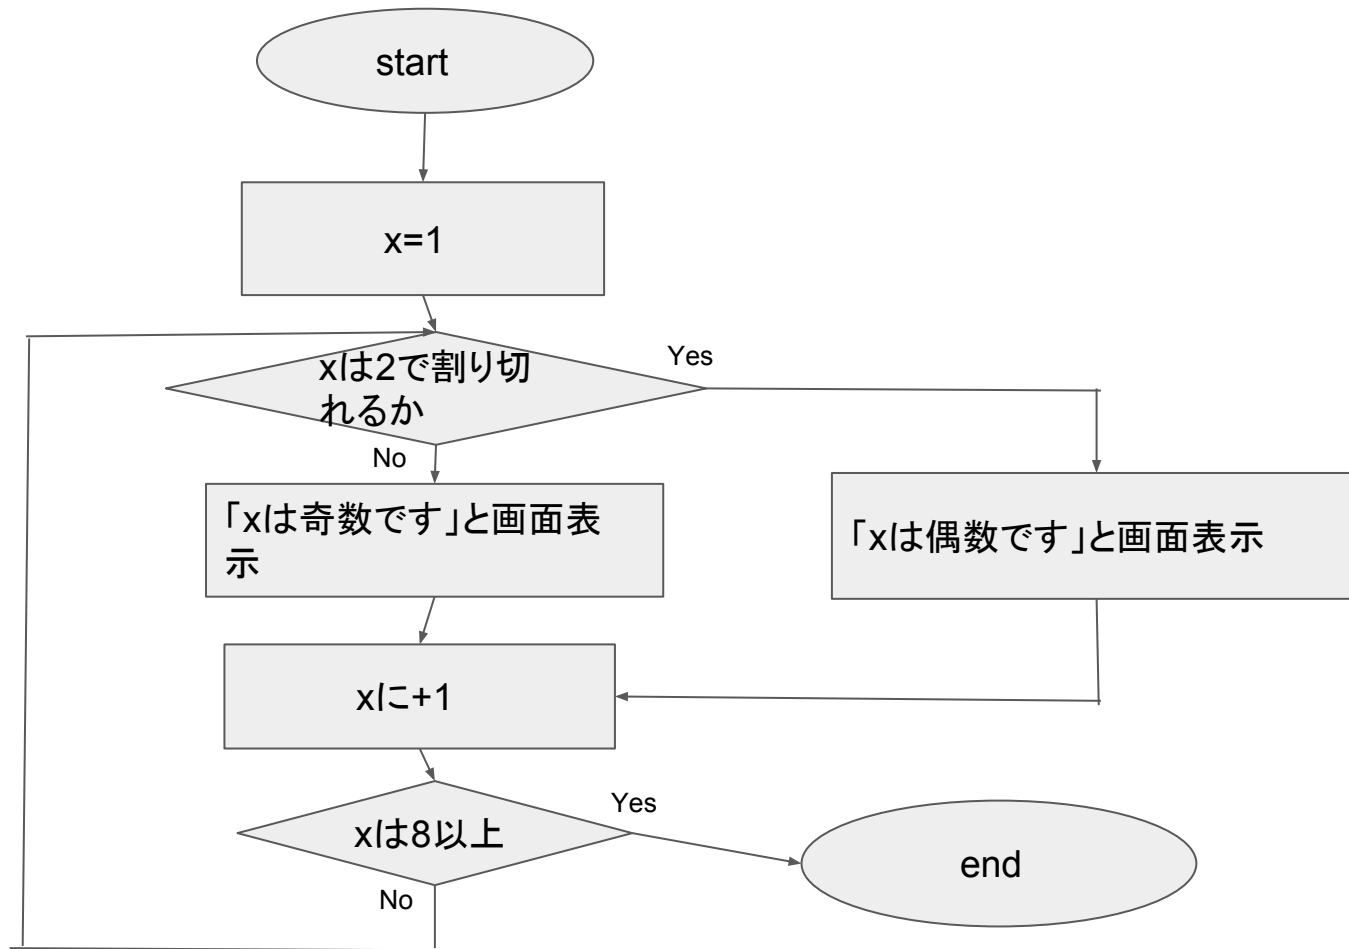 start
x=1
xは2で割り切
れるか
Yes
No
「xは奇数です」と画面表
示
「xは偶数です」と画面表示
xに+1
xは8以上
Yes
No
end